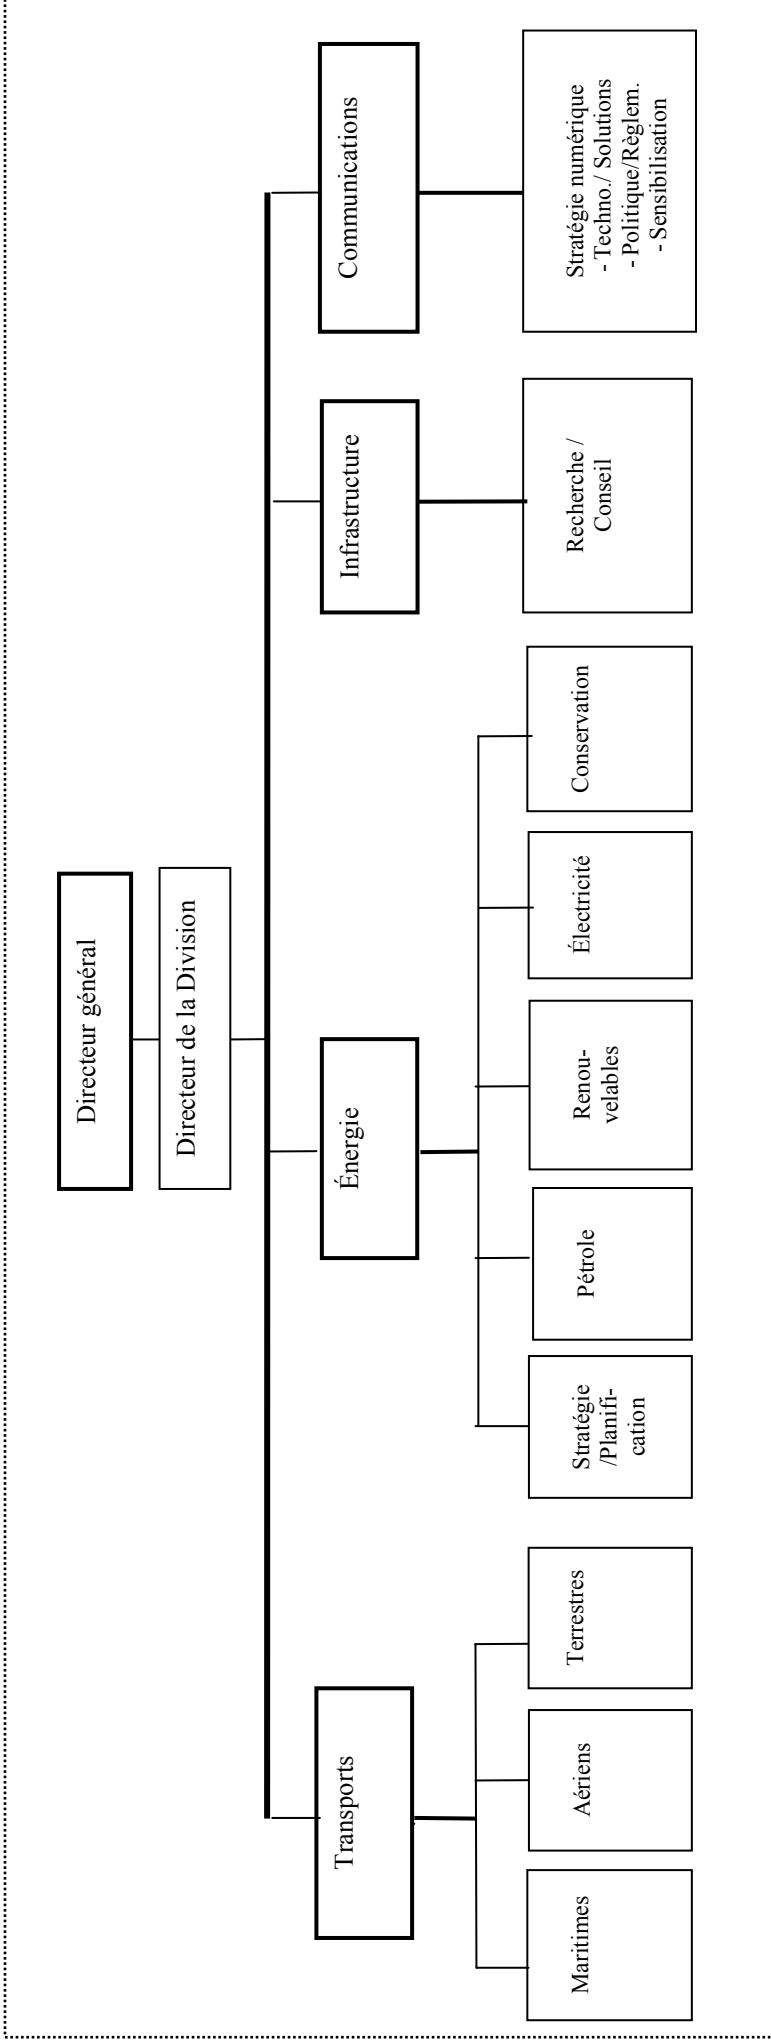 Directeur général
Directeur de la Division
Transports
Énergie
Infrastructure
Communications
Maritimes
Aériens
Terrestres
Stratégie
/Planifi-
cation
Pétrole
Renou-
velables
Électricité
Conservation
Recherche /
Conseil
Stratégie numérique
- Techno./ Solutions
- Politique/Règlem.
- Sensibilisation